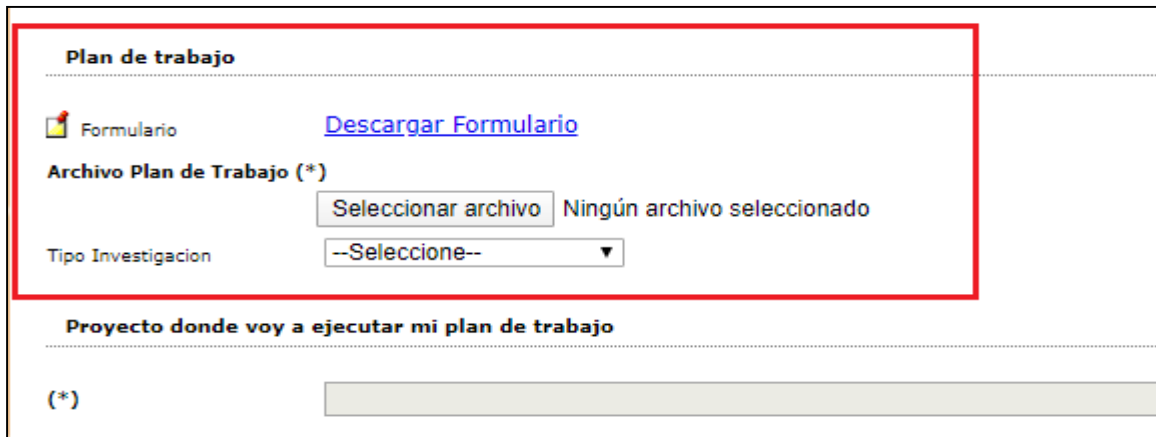 Plan de trabajo
Formulario Descargar Formulario
Archivo Plan de Trabajo (*)
Seleccionar archivo Ningún archivo seleccionado
Tipo Investigacion --Seleccione--
Proyecto donde voy a ejecutar mi plan de trabajo
(*)